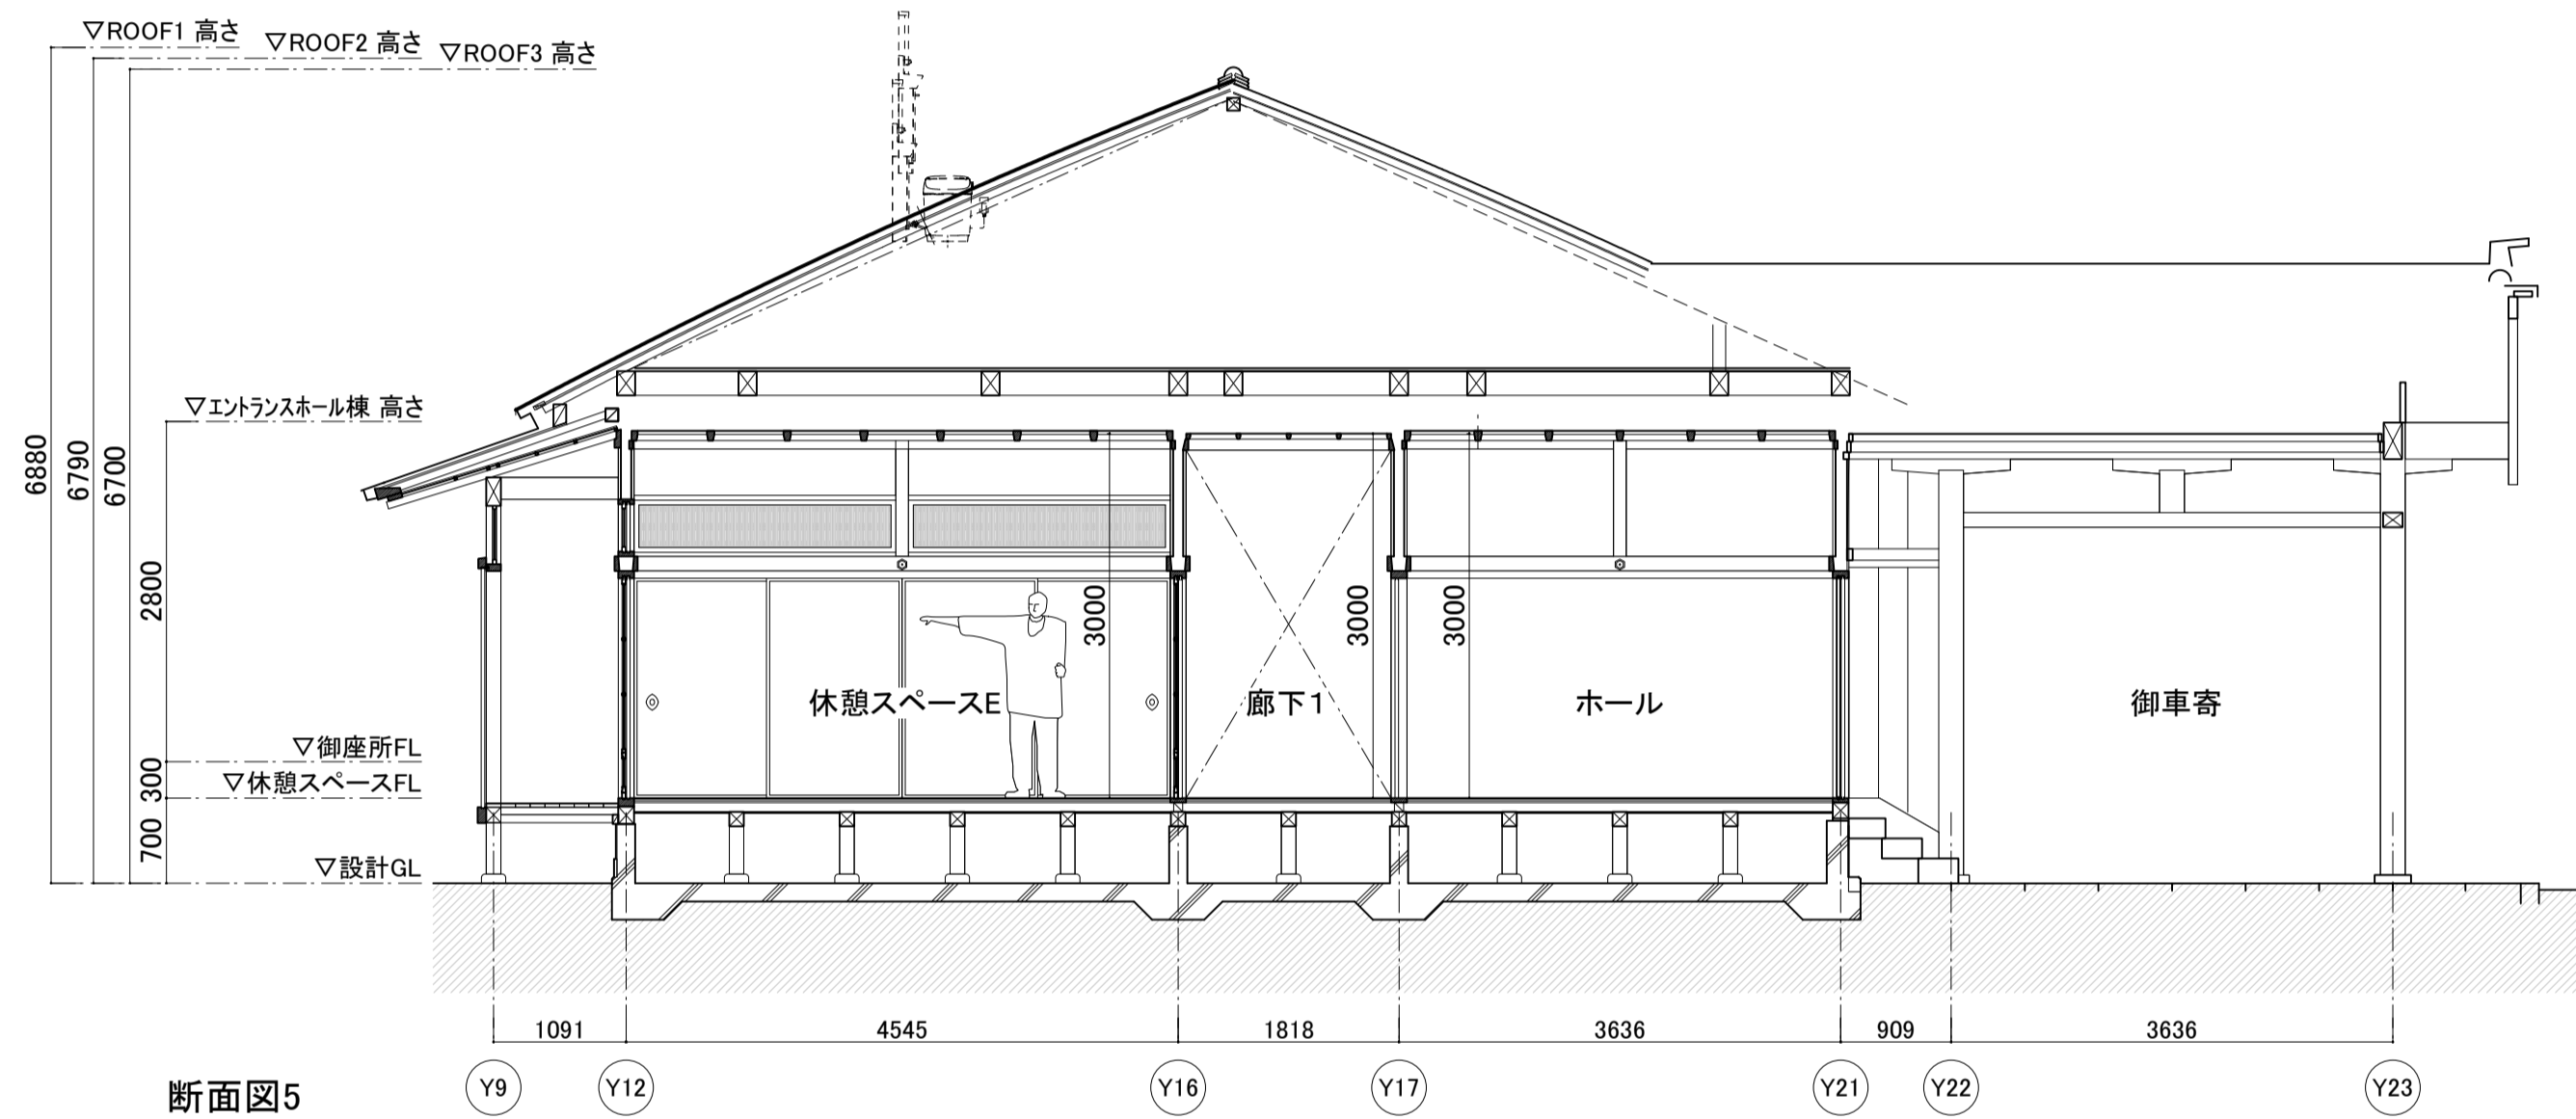 ▽ROOF1 高さ
▽ROOF2 高さ
▽ROOF3 高さ
▽エントランスホール棟 高さ
6880
6790
6700
2800
3000
3000
3000
休憩スペースE
廊下1
ホール
御車寄
▽御座所FL
300
▽休憩スペースFL
700
▽設計GL
1091
4545
1818
3636
909
3636
Y9
Y12
Y16
Y17
Y21
Y22
Y23
断面図5